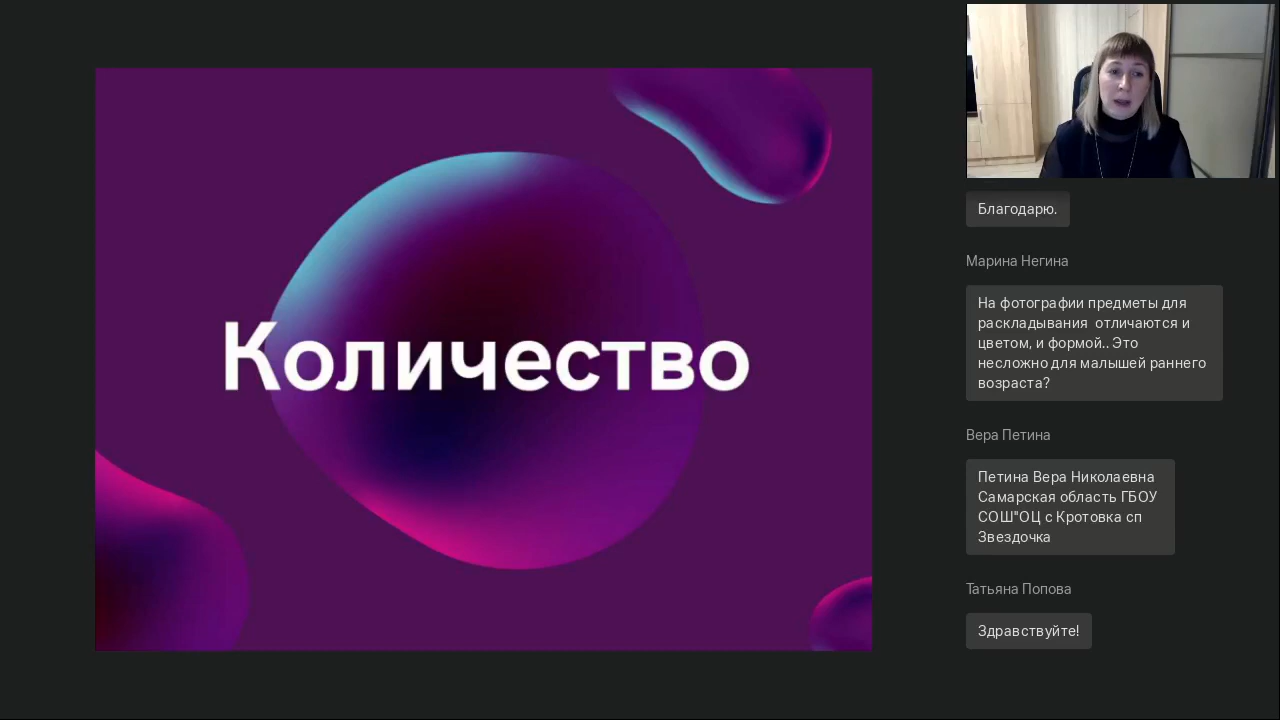 Количество
Благодарю.
Марина Негина
На фотографии предметы для
раскладывания  отличаются и
цветом, и формой.. Это
несложно для малышей раннего
возраста?
Вера Петина
Петина Вера Николаевна
Самарская область ГБОУ
СОШ"ОЦ с Кротовка сп
Звездочка
Татьяна Попова
Здравствуйте!